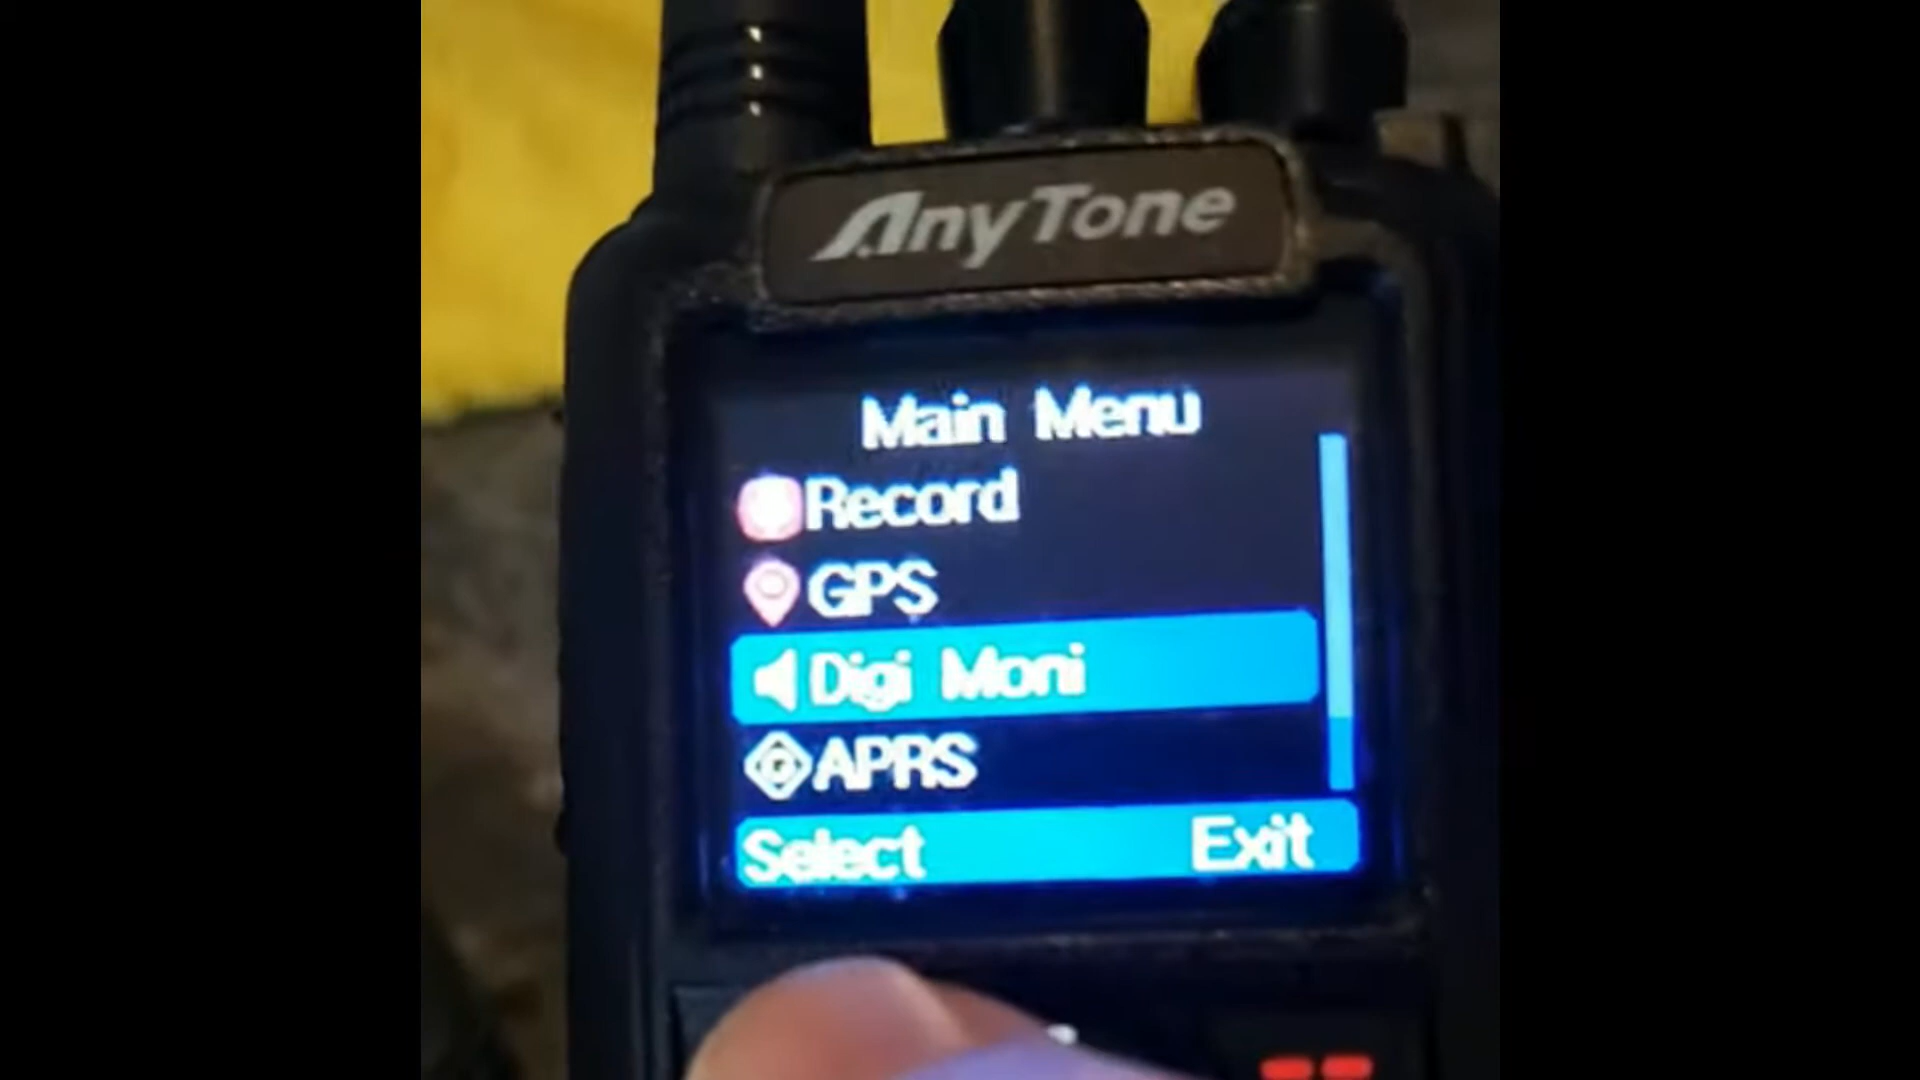 AnyTone
Main Menu
Record
GPS
Digi Moni
APRS
Select Exit